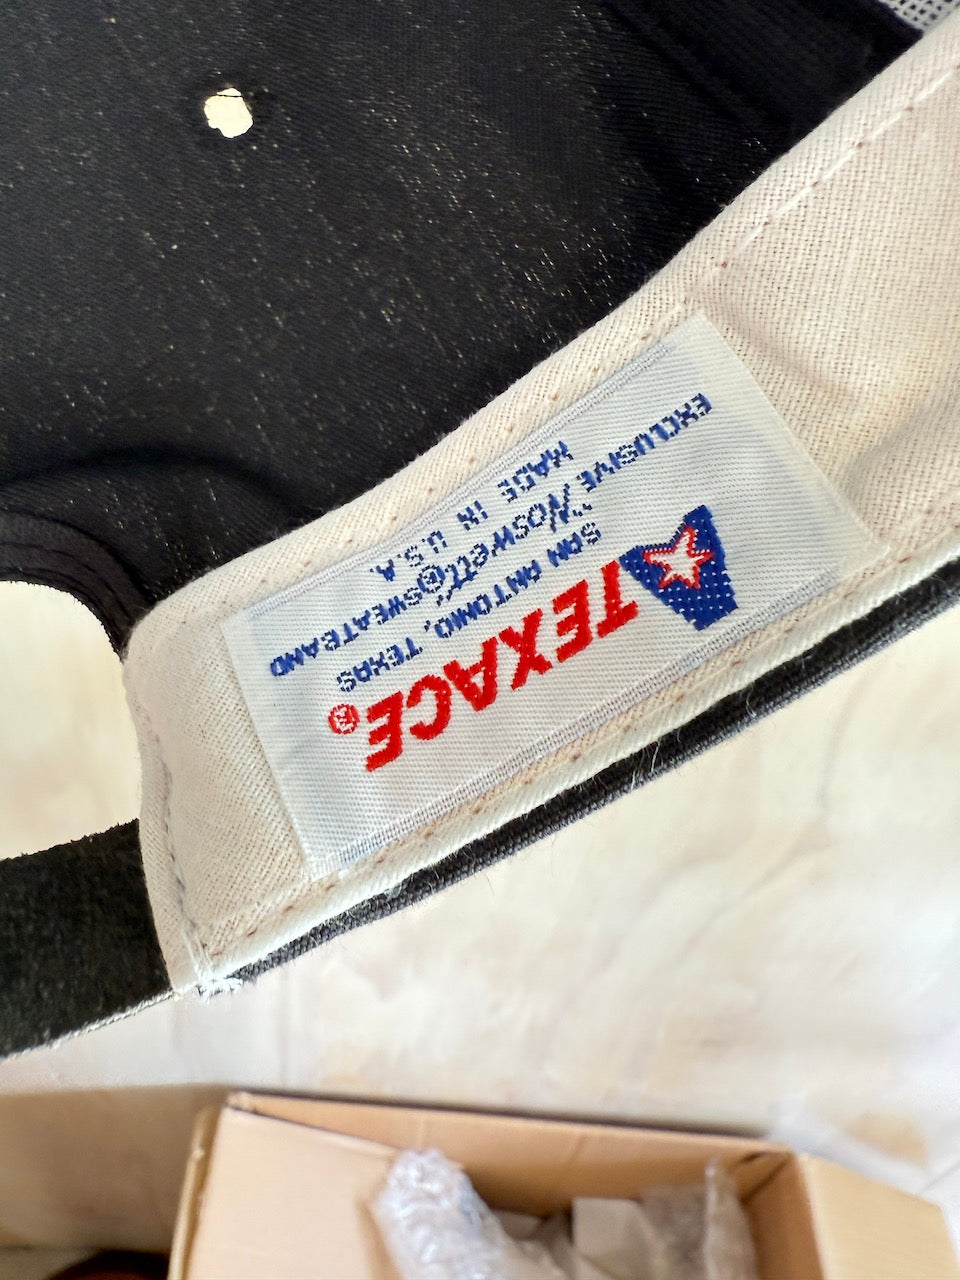 TEXACE®
SAN ANTONIO, TEXAS
EXCLUSIVE "Noswett"® SWEATBAND
MADE IN U.S.A.